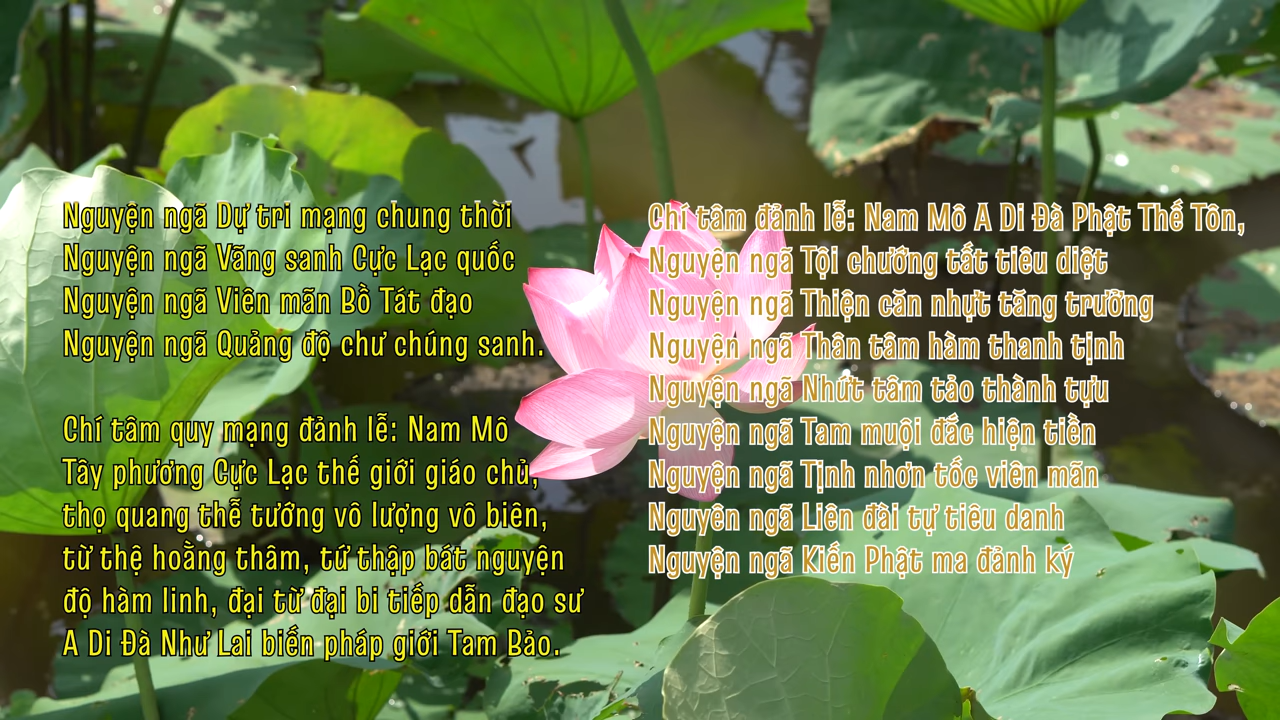 Nguyện ngã Dự tri mạng chung thời
Nguyện ngã Vãng sanh Cực Lạc quốc
Nguyện ngã Viên mãn Bồ Tát đạo
Nguyện ngã Quảng độ chư chúng sanh.
Chí tâm quy mạng đảnh lễ: Nam Mô
Tây phương Cực Lạc thế giới giáo chủ,
thọ quang thể tướng vô lượng vô biên,
từ thệ hoằng thâm, tứ thập bát nguyện
độ hàm linh, đại từ đại bi tiếp dẫn đạo sư
A Di Đà Như Lai biến pháp giới Tam Bảo.
Chí tâm đảnh lễ: Nam Mô A Di Đà Phật Thế Tôn,
Nguyện ngã Tội chướng tất tiêu diệt
Nguyện ngã Thiện căn nhựt tăng trưởng
Nguyện ngã Thân tâm hàm thanh tịnh
Nguyện ngã Nhứt tâm tảo thành tựu
Nguyện ngã Tam muội đắc hiện tiền
Nguyện ngã Tịnh nhơn tốc viên mãn
Nguyên ngã Liên đài tự tiêu danh
Nguyện ngã Kiến Phật ma đảnh ký